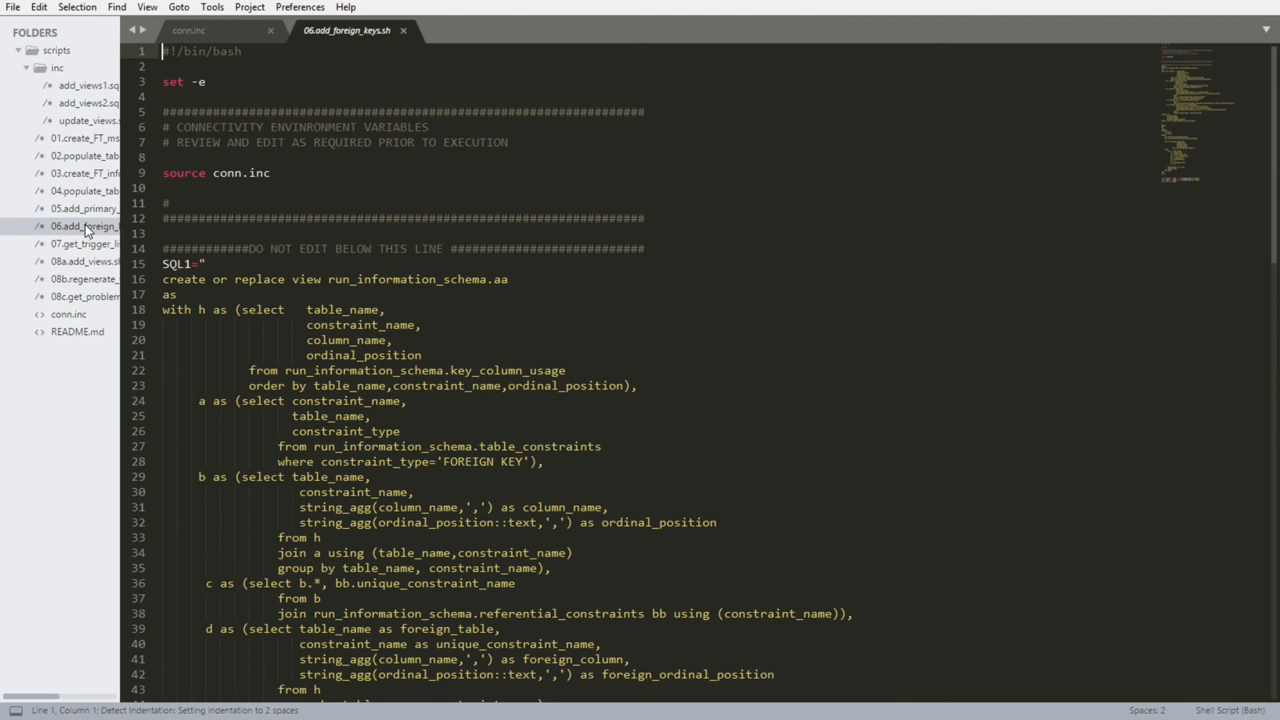 File Edit Selection Find View Goto Tools Project Preferences Help
FOLDERS
scripts
inc
/* add_views1.sq
/* add_views2.sq
/* update_views.s
/* 01.create_FT_ms
/* 02.populate_tab
/* 03.create_FT_inf
/* 04.populate_tab
/* 05.add_primary_
/* 06.add_foreign_
/* 07.get_trigger_li
/* 08a.add_views.sh
/* 08b.regenerate_
/* 08c.get_problem
<> conn.inc
<> README.md
conn.inc × 06.add_foreign_keys.sh ×
1 #!/bin/bash
2
3 set -e
4
5 ###################################################################
6 # CONNECTIVITY ENVINRONMENT VARIABLES
7 # REVIEW AND EDIT AS REQUIRED PRIOR TO EXECUTION
8
9 source conn.inc
10
11 #
12 ###################################################################
13
14 ############DO NOT EDIT BELOW THIS LINE ###########################
15 SQL1="
16 create or replace view run_information_schema.aa
17 as
18 with h as (select   table_name,
19 constraint_name,
20 column_name,
21 ordinal_position
22 from run_information_schema.key_column_usage
23 order by table_name,constraint_name,ordinal_position),
24 a as (select constraint_name,
25 table_name,
26 constraint_type
27 from run_information_schema.table_constraints
28 where constraint_type='FOREIGN KEY'),
29 b as (select table_name,
30 constraint_name,
31 string_agg(column_name,',') as column_name,
32 string_agg(ordinal_position::text,',') as ordinal_position
33 from h
34 join a using (table_name,constraint_name)
35 group by table_name, constraint_name),
36 c as (select b.*, bb.unique_constraint_name
37 from b
38 join run_information_schema.referential_constraints bb using (constraint_name)),
39 d as (select table_name as foreign_table,
40 constraint_name as unique_constraint_name,
41 string_agg(column_name,',') as foreign_column,
42 string_agg(ordinal_position::text,',') as foreign_ordinal_position
43 from h
Line 1, Column 1; Detect Indentation: Setting indentation to 2 spaces
Spaces: 2
Shell Script (Bash)